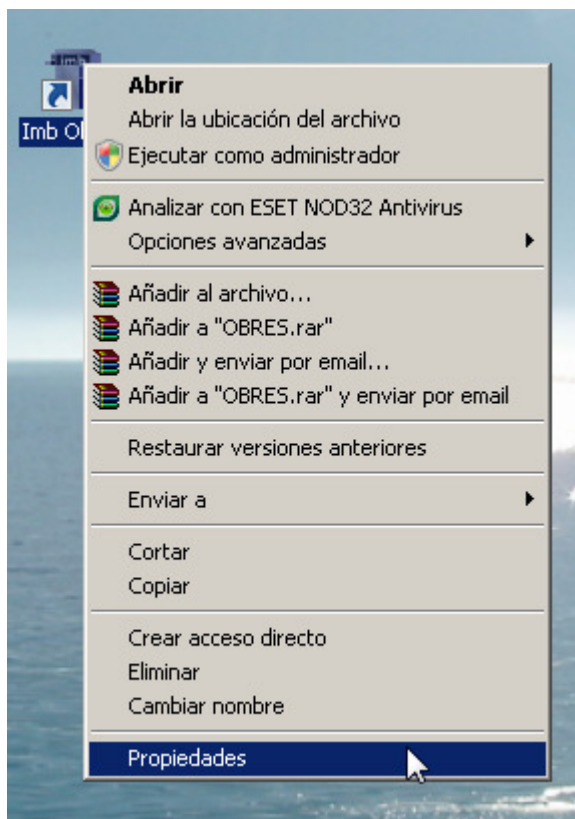 Imb
Imb Ob
Abrir
Abrir la ubicación del archivo
Ejecutar como administrador
Analizar con ESET NOD32 Antivirus
Opciones avanzadas
Añadir al archivo...
Añadir a "OBRES.rar"
Añadir y enviar por email...
Añadir a "OBRES.rar" y enviar por email
Restaurar versiones anteriores
Enviar a
Cortar
Copiar
Crear acceso directo
Eliminar
Cambiar nombre
Propiedades